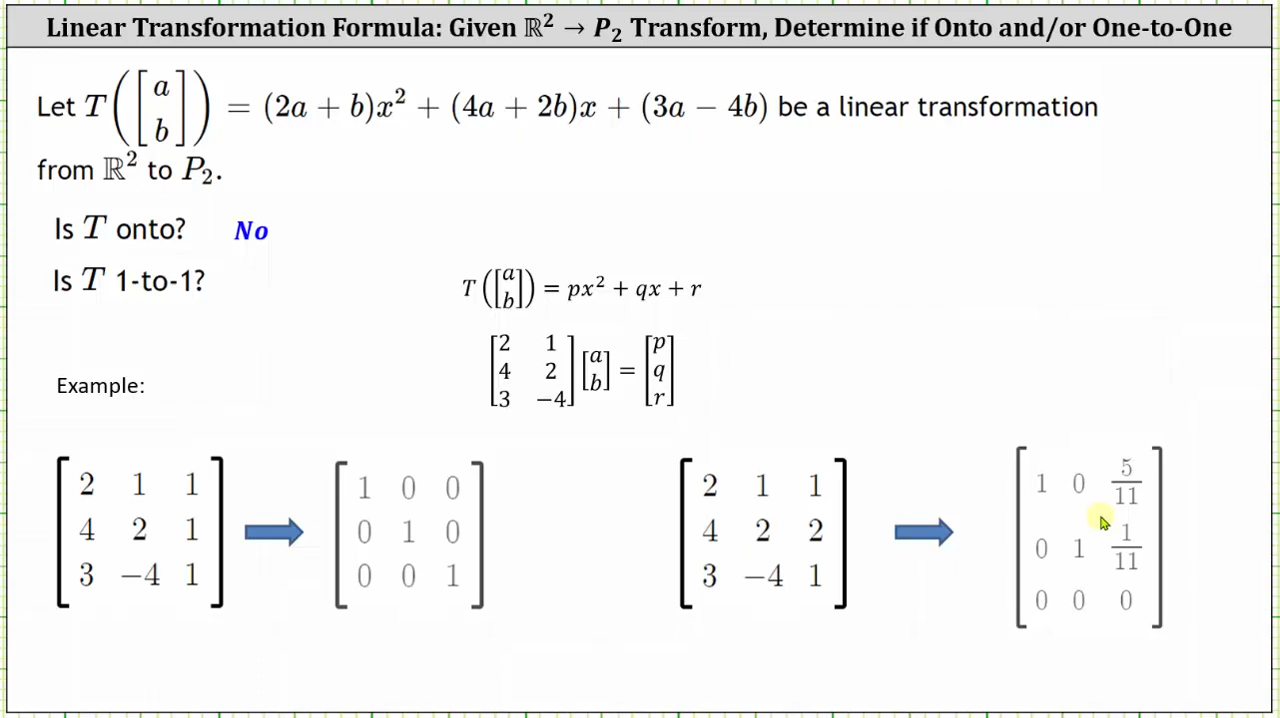 Linear Transformation Formula: Given ℝ² → P₂ Transform, Determine if Onto and/or One-to-One
Let T([a b]) = (2a + b)x² + (4a + 2b)x + (3a − 4b) be a linear transformation
from ℝ² to P₂.
Is T onto? No
Is T 1-to-1?
T([a b]) = px² + qx + r
[2 1; 4 2; 3 −4] [a b] = [p q r]
Example:
2 1 1 1 0 0 2 1 1 1 0 5/11
4 2 1 0 1 0 4 2 2 0 1 1/11
3 −4 1 0 0 1 3 −4 1 0 0 0